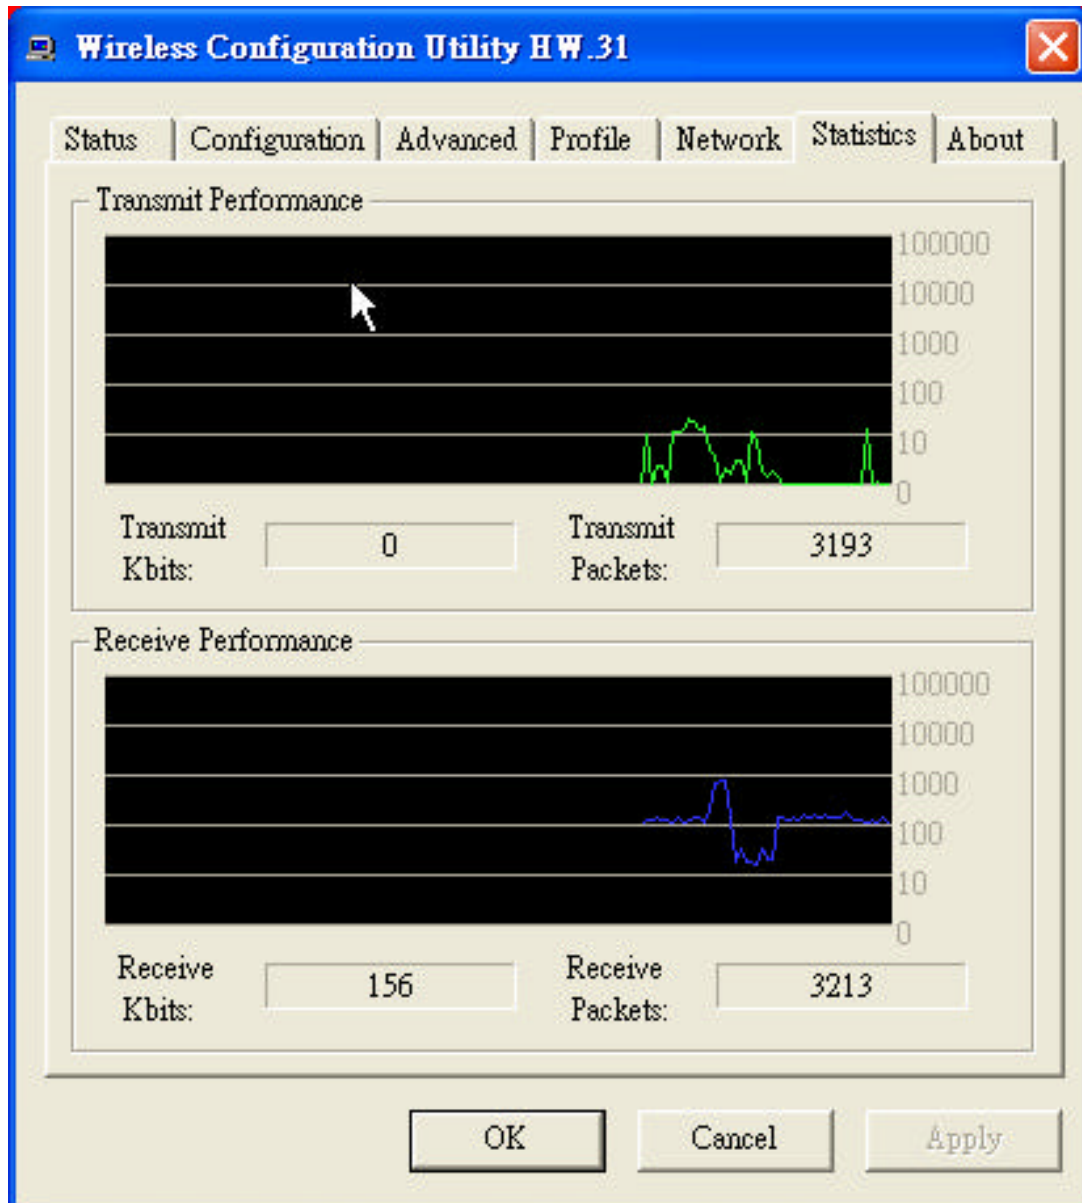 Wireless Configuration Utility HW.31
Status Configuration Advanced Profile Network Statistics About
Transmit Performance
100000
10000
1000
100
10
0
Transmit Kbits:
0
Transmit Packets:
3193
Receive Performance
100000
10000
1000
100
10
0
Receive Kbits:
156
Receive Packets:
3213
OK Cancel Apply